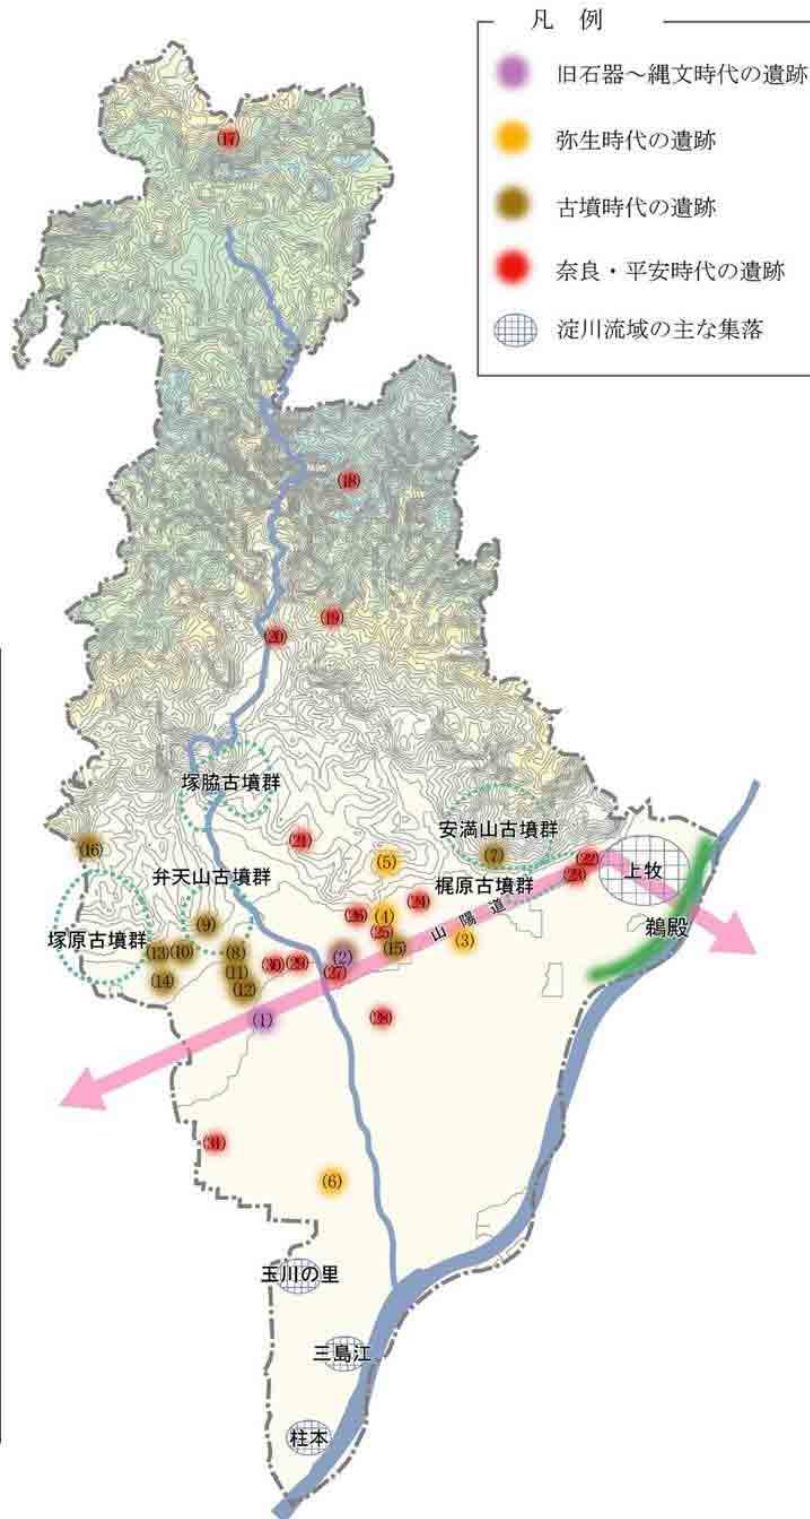 凡 例
旧石器～縄文時代の遺跡
弥生時代の遺跡
古墳時代の遺跡
奈良・平安時代の遺跡
淀川流域の主な集落
(17)
(18)
(19)
(20)
塚脇古墳群
(21)
安満山古墳群
(16)
(5)
(7)
(22)
(23)
上牧
弁天山古墳群
梶原古墳群
(24)
(4)
(26)
(9)
鵜殿
塚原古墳群
(25)
山陽道
(3)
(15)
(13)
(10)
(8)
(2)
(30)
(29)
(27)
(11)
(14)
(12)
(1)
(28)
(31)
(6)
玉川の里
三島江
柱本